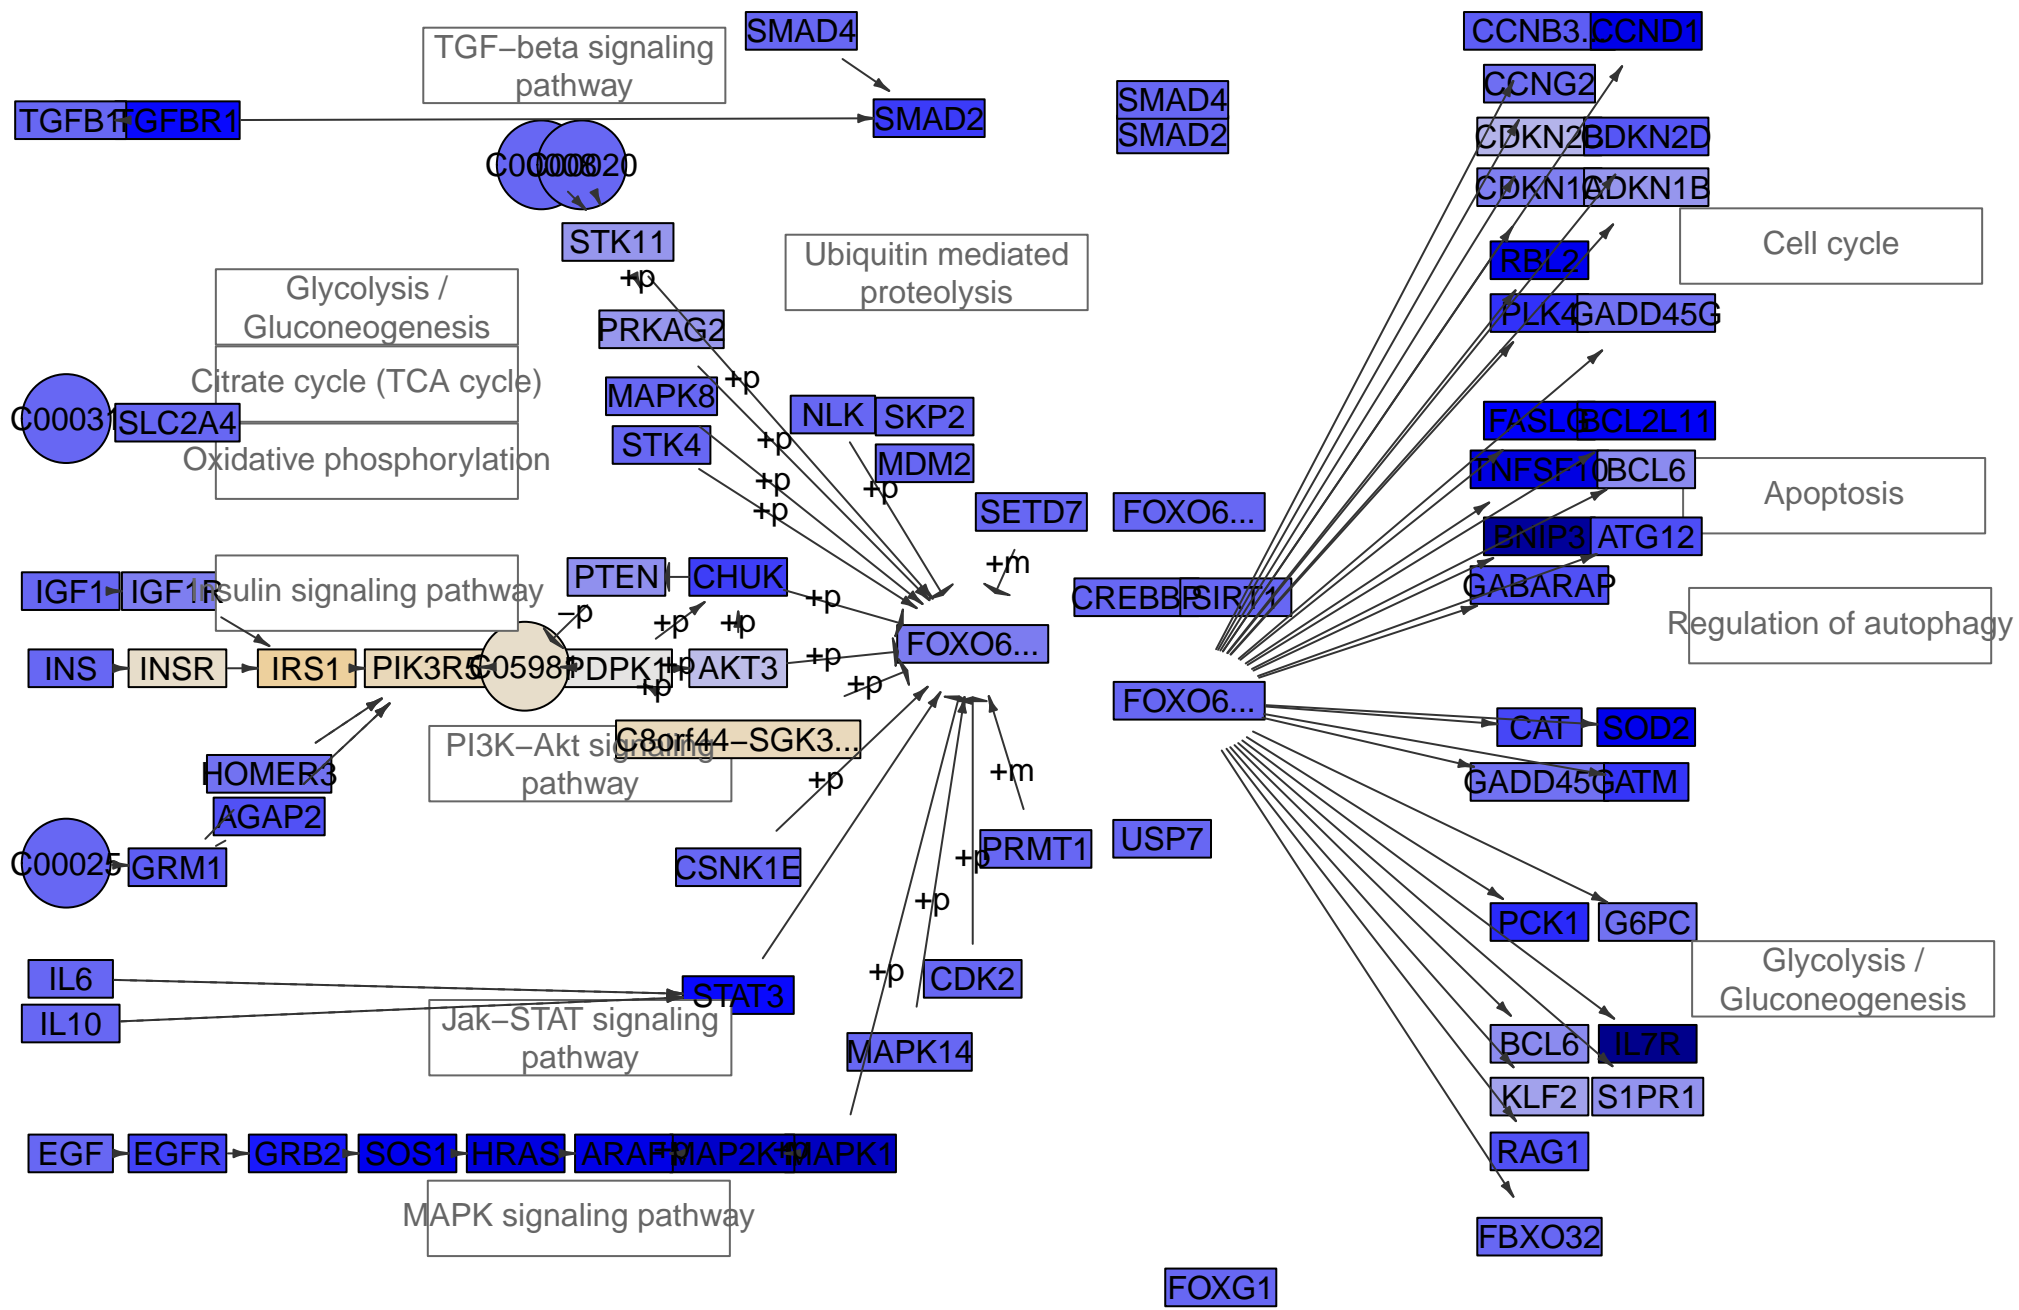 SMAD4
CCNB3...
CCND1
TGF−beta signaling
pathway
CCNG2
SMAD4
TGFB1
TGFBR1
SMAD2
SMAD2
CDKN2B
CDKN2D
C00020
CDKN1A
CDKN1B
STK11
Ubiquitin mediated
proteolysis
Cell cycle
RBL2
+p
Glycolysis /
Gluconeogenesis
PRKAG2
PLK4
GADD45G
Citrate cycle (TCA cycle)
+p
MAPK8
NLK
SKP2
C00031
SLC2A4
FASLG
BCL2L11
STK4
+p
Oxidative phosphorylation
MDM2
TNFSF10
BCL6
+p
+p
Apoptosis
+p
SETD7
FOXO6...
BNIP3
ATG12
+m
PTEN
CHUK
GABARAP
IGF1
IGF1R
Insulin signaling pathway
CREBBP
SIRT1
−p
+p
+p
+p
Regulation of autophagy
FOXO6...
INS
INSR
IRS1
PIK3R5
C05981
PDPK1
+p
AKT3
+p
+p
+p
FOXO6...
C8orf44−SGK3...
CAT
SOD2
PI3K−Akt signaling
pathway
HOMER3
+p
+m
GADD45G
GATM
AGAP2
USP7
PRMT1
C00025
GRM1
CSNK1E
+p
+p
PCK1
G6PC
IL6
+p
CDK2
Glycolysis /
Gluconeogenesis
STAT3
IL10
Jak−STAT signaling
pathway
MAPK14
BCL6
IL7R
KLF2
S1PR1
EGF
EGFR
GRB2
SOS1
HRAS
ARAF
+p
MAP2K1
+p
MAPK1
RAG1
MAPK signaling pathway
FBXO32
FOXG1